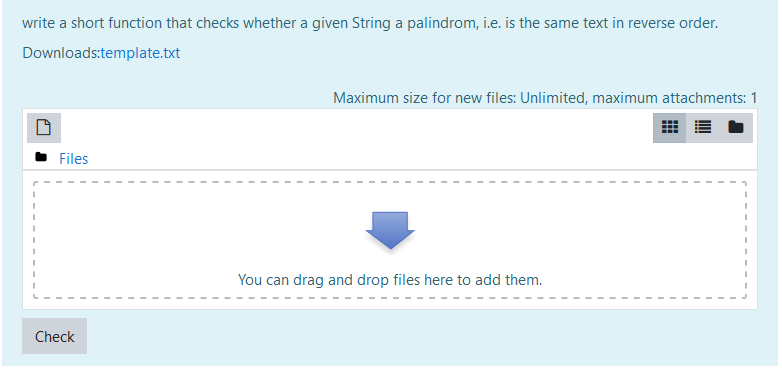 write a short function that checks whether a given String a palindrom, i.e. is the same text in reverse order.
Downloads:template.txt
Maximum size for new files: Unlimited, maximum attachments: 1
Files
You can drag and drop files here to add them.
Check